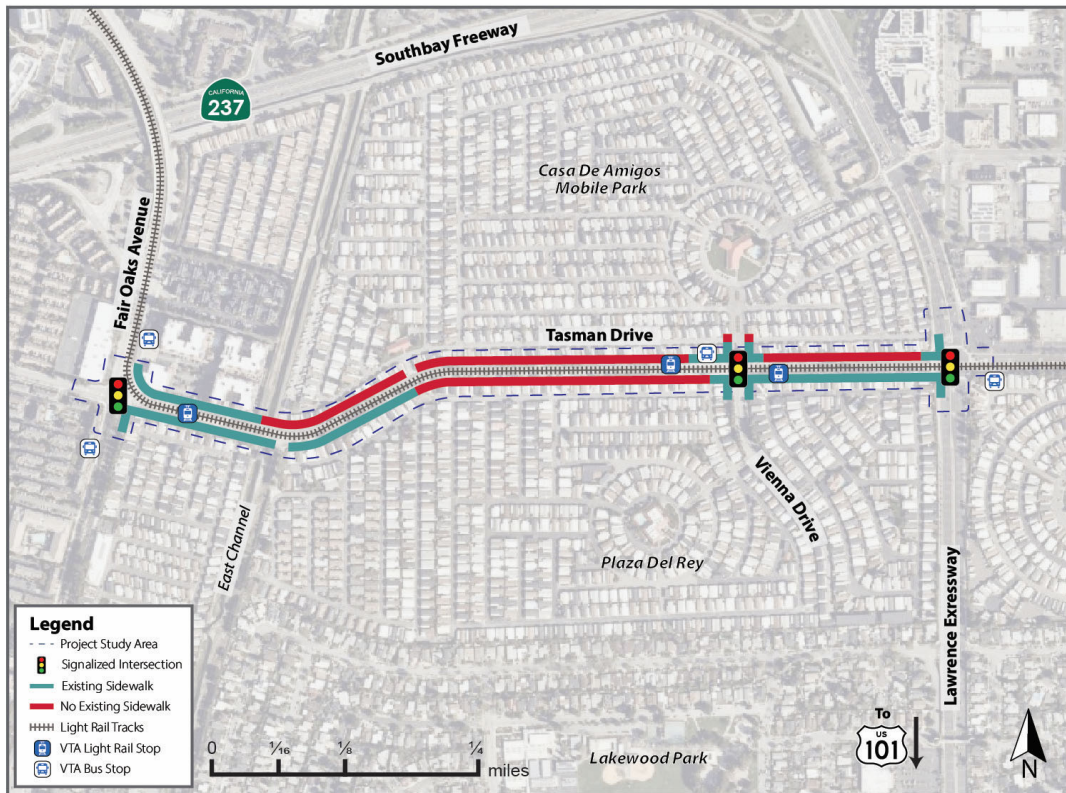 Southbay Freeway
CALIFORNIA
237
Casa De Amigos
Mobile Park
Fair Oaks Avenue
Tasman Drive
Vienna Drive
East Channel
Plaza Del Rey
Lawrence Exressway
Legend
Project Study Area
Signalized Intersection
Existing Sidewalk
No Existing Sidewalk
Light Rail Tracks
VTA Light Rail Stop
VTA Bus Stop
0 1/16 1/8 1/4
miles
Lakewood Park
To
US
101
N